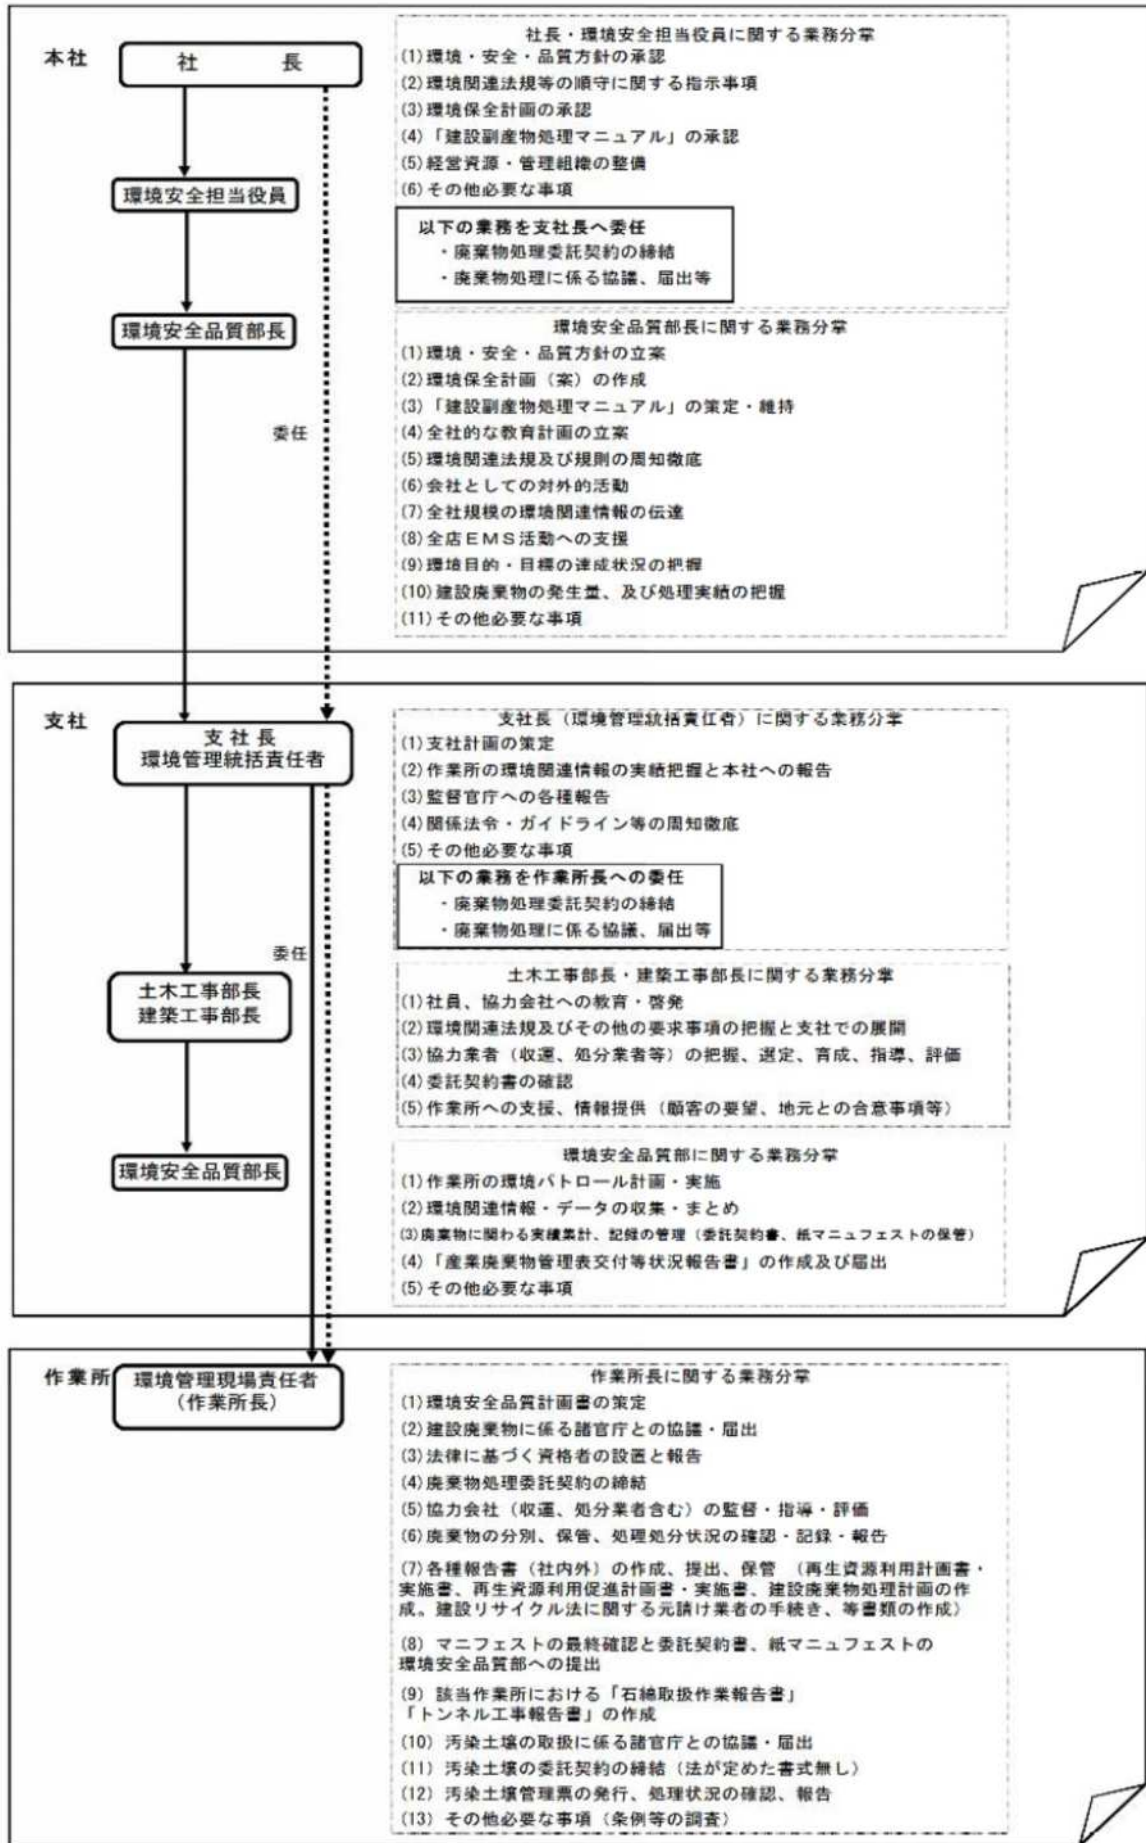 本社
社　　長
環境安全担当役員
環境安全品質部長
委任
社長・環境安全担当役員に関する業務分掌
(1)環境・安全・品質方針の承認
(2)環境関連法規等の順守に関する指示事項
(3)環境保全計画の承認
(4)「建設副産物処理マニュアル」の承認
(5)経営資源・管理組織の整備
(6)その他必要な事項
以下の業務を支社長へ委任
・廃棄物処理委託契約の締結
・廃棄物処理に係る協議、届出等
環境安全品質部長に関する業務分掌
(1)環境・安全・品質方針の立案
(2)環境保全計画（案）の作成
(3)「建設副産物処理マニュアル」の策定・維持
(4)全社的な教育計画の立案
(5)環境関連法規及び規則の周知徹底
(6)会社としての対外的活動
(7)全社規模の環境関連情報の伝達
(8)全店ＥＭＳ活動への支援
(9)環境目的・目標の達成状況の把握
(10)建設廃棄物の発生量、及び処理実績の把握
(11)その他必要な事項
支社
支社長
環境管理統括責任者
委任
土木工事部長
建築工事部長
環境安全品質部長
支社長（環境管理統括責任者）に関する業務分掌
(1)支社計画の策定
(2)作業所の環境関連情報の実績把握と本社への報告
(3)監督官庁への各種報告
(4)関係法令・ガイドライン等の周知徹底
(5)その他必要な事項
以下の業務を作業所長への委任
・廃棄物処理委託契約の締結
・廃棄物処理に係る協議、届出等
土木工事部長・建築工事部長に関する業務分掌
(1)社員、協力会社への教育・啓発
(2)環境関連法規及びその他の要求事項の把握と支社での展開
(3)協力業者（収運、処分業者等）の把握、選定、育成、指導、評価
(4)委託契約書の確認
(5)作業所への支援、情報提供（顧客の要望、地元との合意事項等）
環境安全品質部に関する業務分掌
(1)作業所の環境パトロール計画・実施
(2)環境関連情報・データの収集・まとめ
(3)廃棄物に関わる実績集計、記録の管理（委託契約書、紙マニュフェストの保管）
(4)「産業廃棄物管理表交付等状況報告書」の作成及び届出
(5)その他必要な事項
作業所
環境管理現場責任者
（作業所長）
作業所長に関する業務分掌
(1)環境安全品質計画書の策定
(2)建設廃棄物に係る諸官庁との協議・届出
(3)法律に基づく資格者の設置と報告
(4)廃棄物処理委託契約の締結
(5)協力会社（収運、処分業者含む）の監督・指導・評価
(6)廃棄物の分別、保管、処理処分状況の確認・記録・報告
(7)各種報告書（社内外）の作成、提出、保管　（再生資源利用計画書・
実施書、再生資源利用促進計画書・実施書、建設廃棄物処理計画の作
成。建設リサイクル法に関する元請け業者の手続き、等書類の作成）
(8) マニフェストの最終確認と委託契約書、紙マニュフェストの
環境安全品質部への提出
(9) 該当作業所における「石綿取扱作業報告書」
「トンネル工事報告書」の作成
(10) 汚染土壌の取扱に係る諸官庁との協議・届出
(11) 汚染土壌の委託契約の締結（法が定めた書式無し）
(12) 汚染土壌管理票の発行、処理状況の確認、報告
(13) その他必要な事項（条例等の調査）